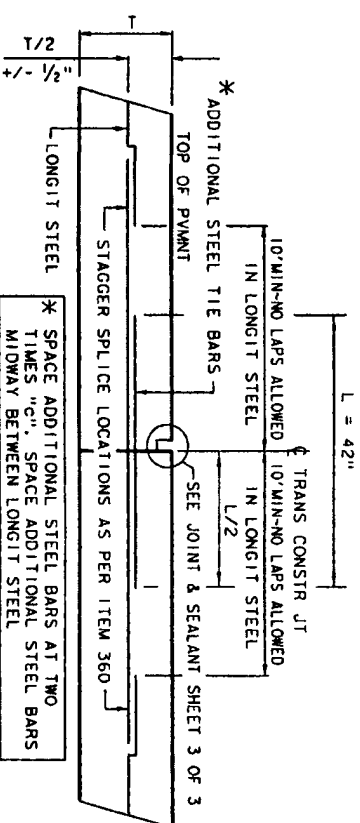 L = 42"
℄ TRANS CONSTR JT
10'MIN~NO LAPS ALLOWED
IN LONGIT STEEL
10'MIN~NO LAPS ALLOWED
IN LONGIT STEEL
L/2
* ADDITIONAL STEEL TIE BARS
TOP OF PVMNT
SEE JOINT & SEALANT SHEET 3 OF 3
T
T/2
+/- 1/2"
STAGGER SPLICE LOCATIONS AS PER ITEM 360
LONGIT STEEL
* SPACE ADDITIONAL STEEL BARS AT TWO
TIMES "c". SPACE ADDITIONAL STEEL BARS
MIDWAY BETWEEN LONGIT STEEL